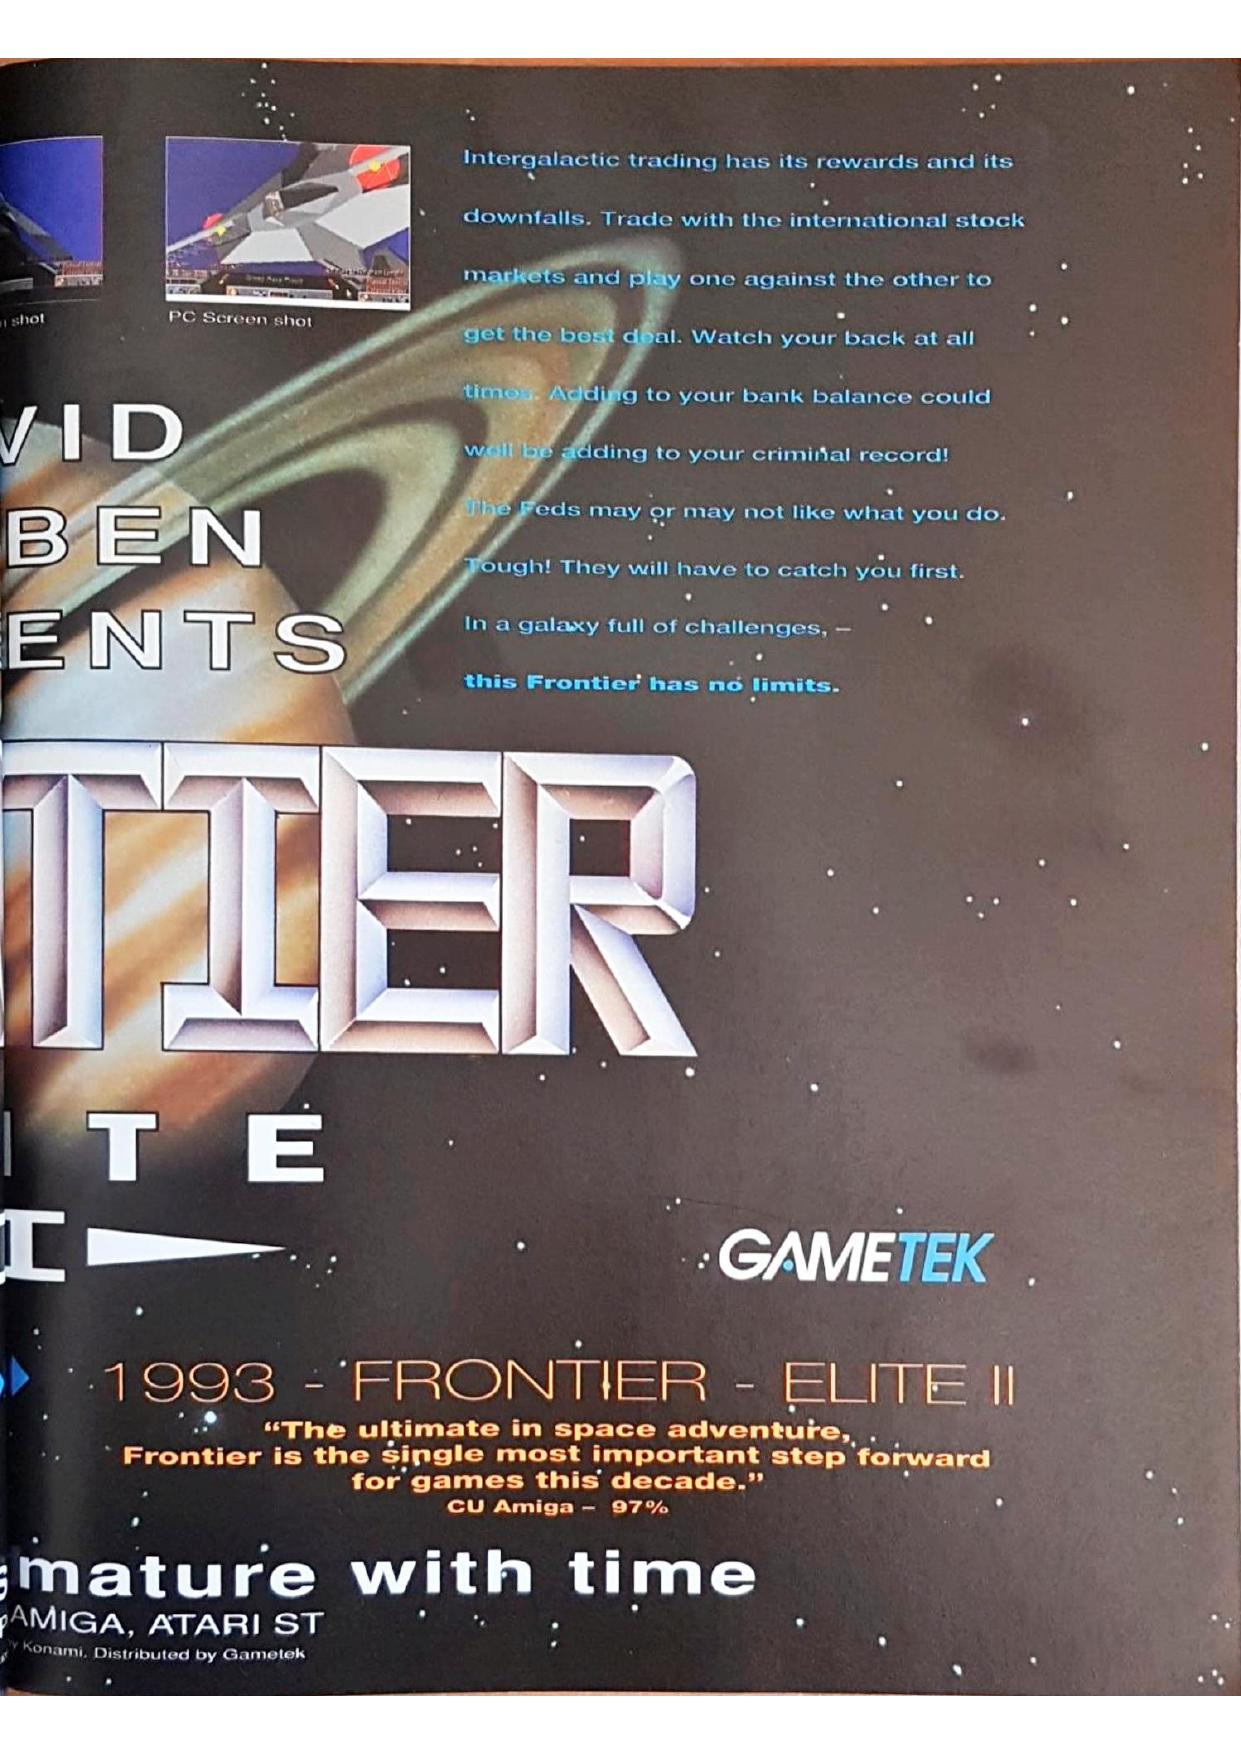 shot
PC Screen shot
Intergalactic trading has its rewards and its
downfalls. Trade with the international stock
markets and play one against the other to
get the best deal. Watch your back at all
times. Adding to your bank balance could
well be adding to your criminal record!
The Feds may or may not like what you do.
Tough! They will have to catch you first.
In a galaxy full of challenges, –
this Frontier has no limits.
VID
BEN
ENTS
TIER
ITE
I
GAMETEK
1993 - FRONTIER - ELITE II
“The ultimate in space adventure,
Frontier is the single most important step forward
for games this decade.”
CU Amiga – 97%
mature with time
AMIGA, ATARI ST
y Konami. Distributed by Gametek